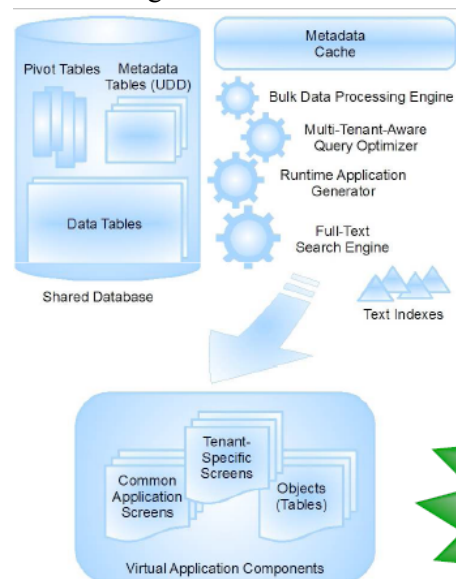 Metadata
Cache
Pivot Tables
Metadata
Tables (UDD)
Bulk Data Processing Engine
Multi-Tenant-Aware
Query Optimizer
Runtime Application
Generator
Data Tables
Full-Text
Search Engine
Shared Database
Text Indexes
Tenant-
Specific
Screens
Common
Application
Screens
Objects
(Tables)
Virtual Application Components